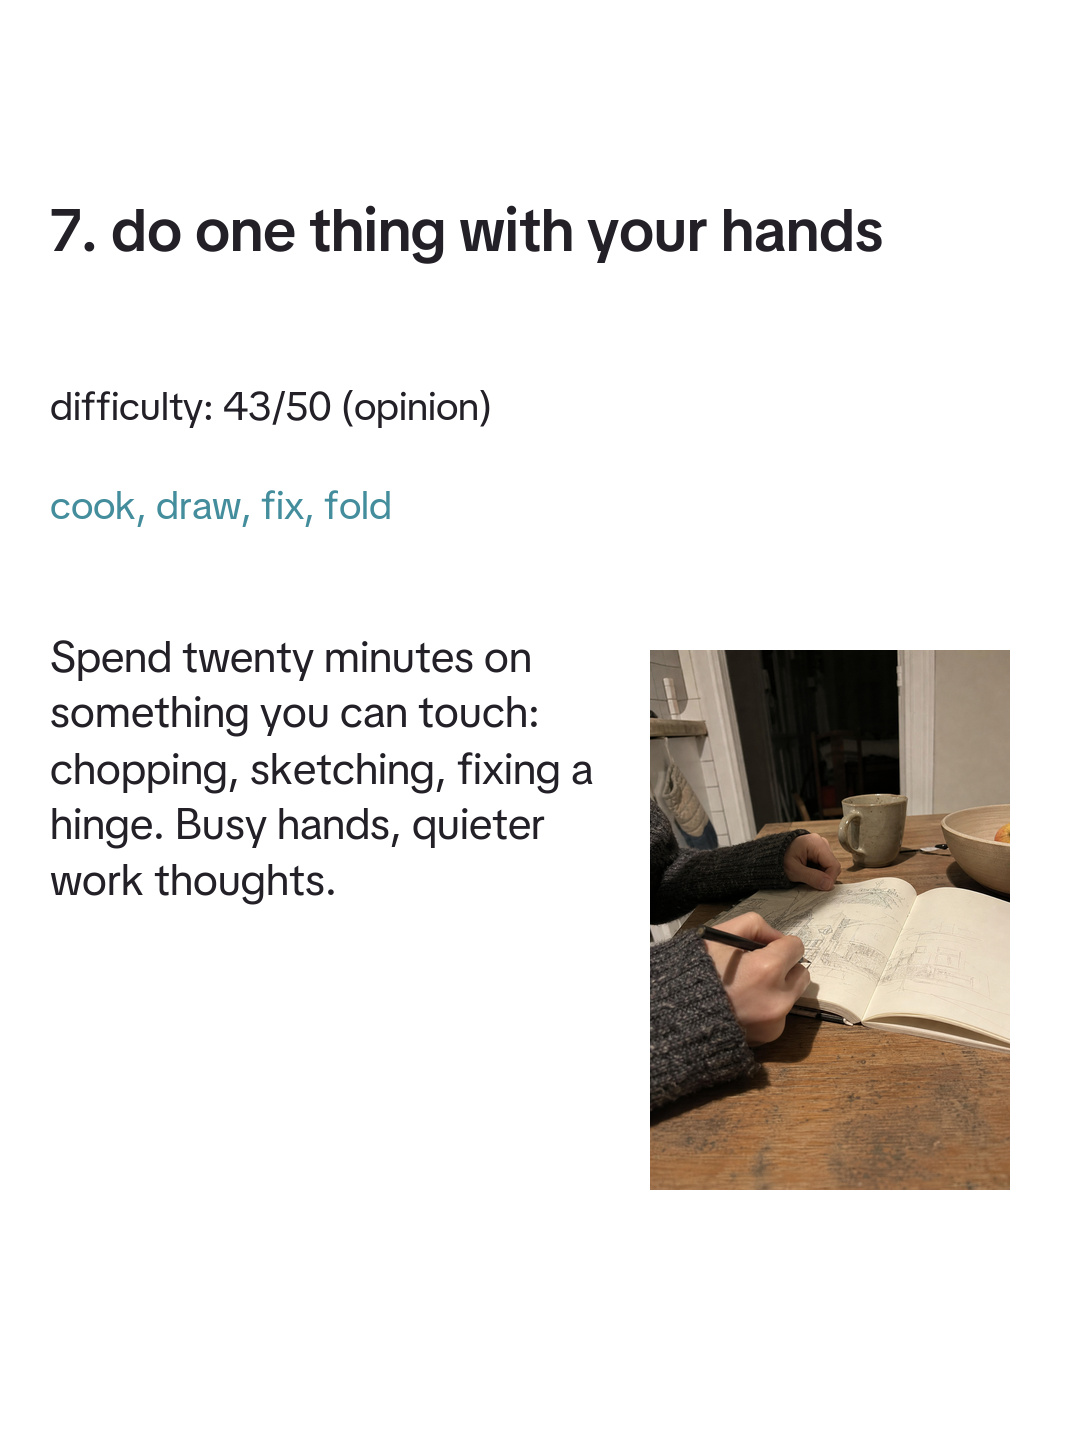 7. do one thing with your hands
difficulty: 43/50 (opinion)
cook, draw, fix, fold
Spend twenty minutes on
something you can touch:
chopping, sketching, fixing a
hinge. Busy hands, quieter
work thoughts.